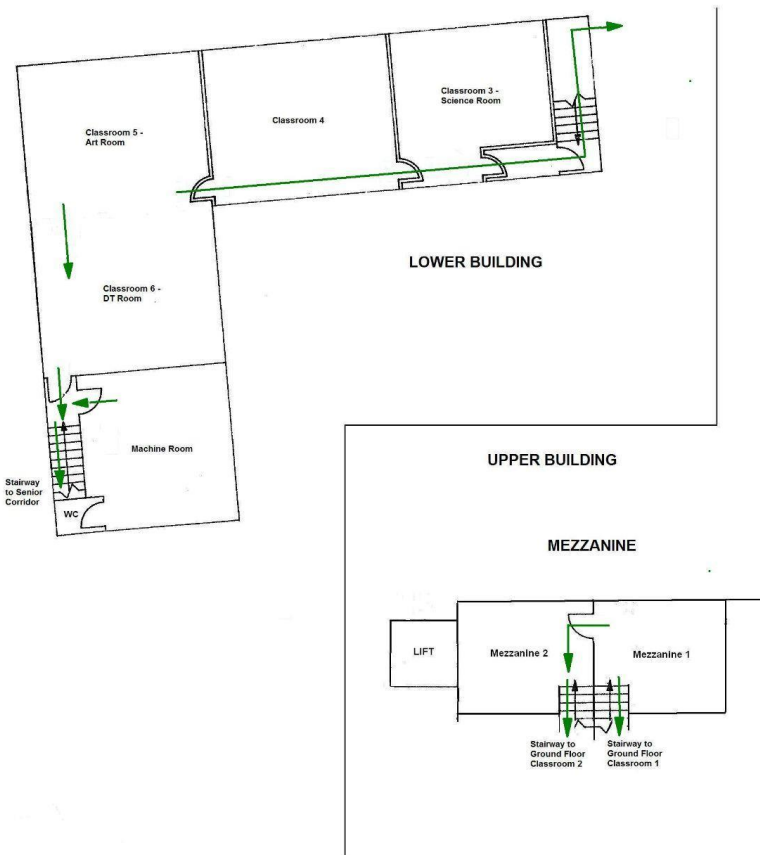 Classroom 3 -
Science Room
Classroom 4
Classroom 5 -
Art Room
LOWER BUILDING
Classroom 6 -
DT Room
Machine Room
Stairway
to Senior
Corridor
WC
UPPER BUILDING
MEZZANINE
LIFT
Mezzanine 2
Mezzanine 1
Stairway to
Ground Floor
Classroom 2
Stairway to
Ground Floor
Classroom 1